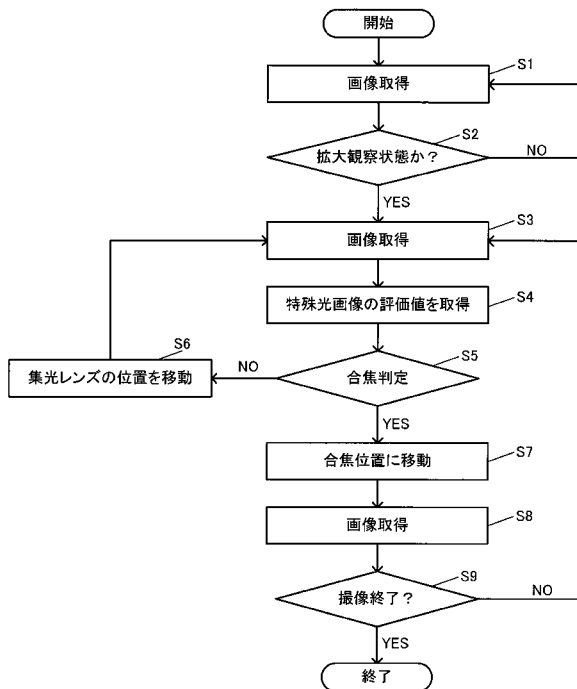 開始
S1
画像取得
S2
拡大観察状態か？
NO
YES
S3
画像取得
S4
特殊光画像の評価値を取得
S6
集光レンズの位置を移動
NO
S5
合焦判定
YES
S7
合焦位置に移動
S8
画像取得
S9
撮像終了？
NO
YES
終了